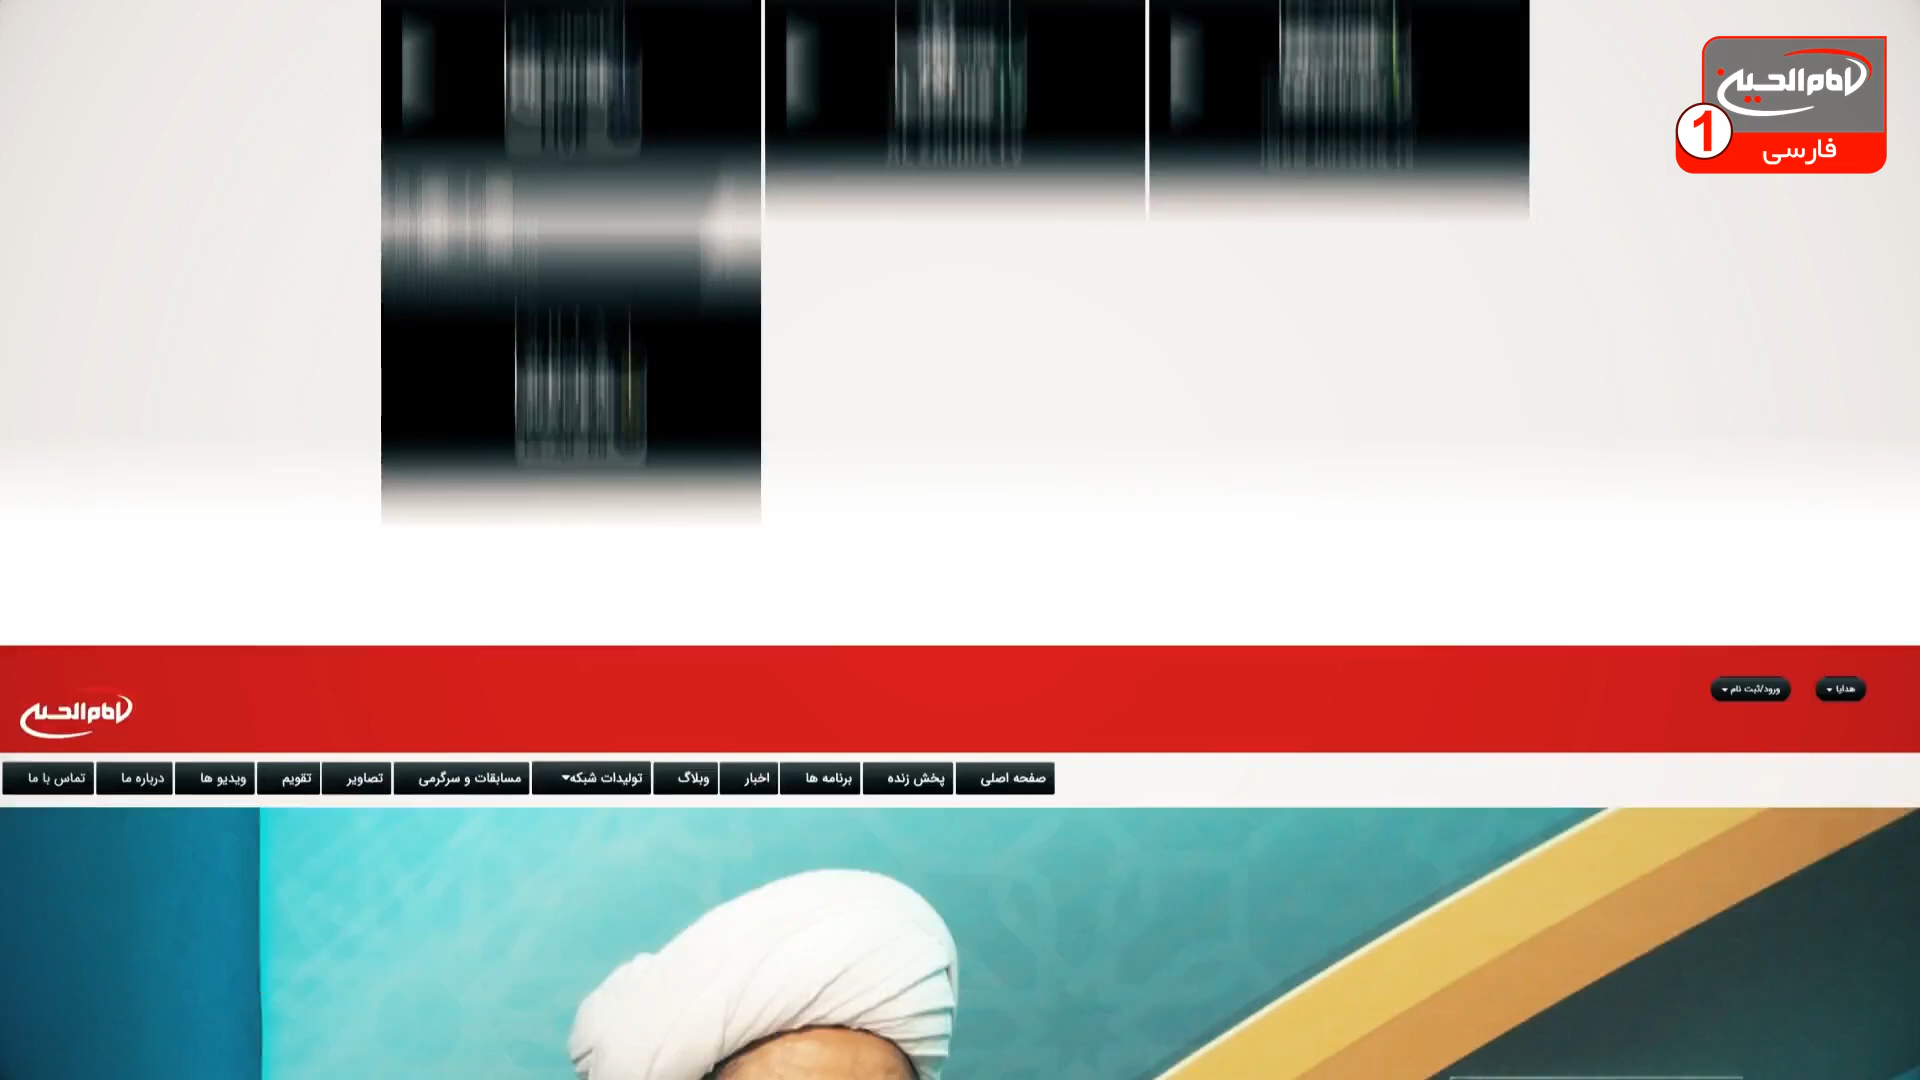 امام الحسین
1
فارسی
هدایا
ورود/ثبت نام
امام الحسین
صفحه اصلی پخش زنده برنامه ها اخبار وبلاگ تولیدات شبکه مسابقات و سرگرمی تصاویر تقویم ویدیو ها درباره ما تماس با ما